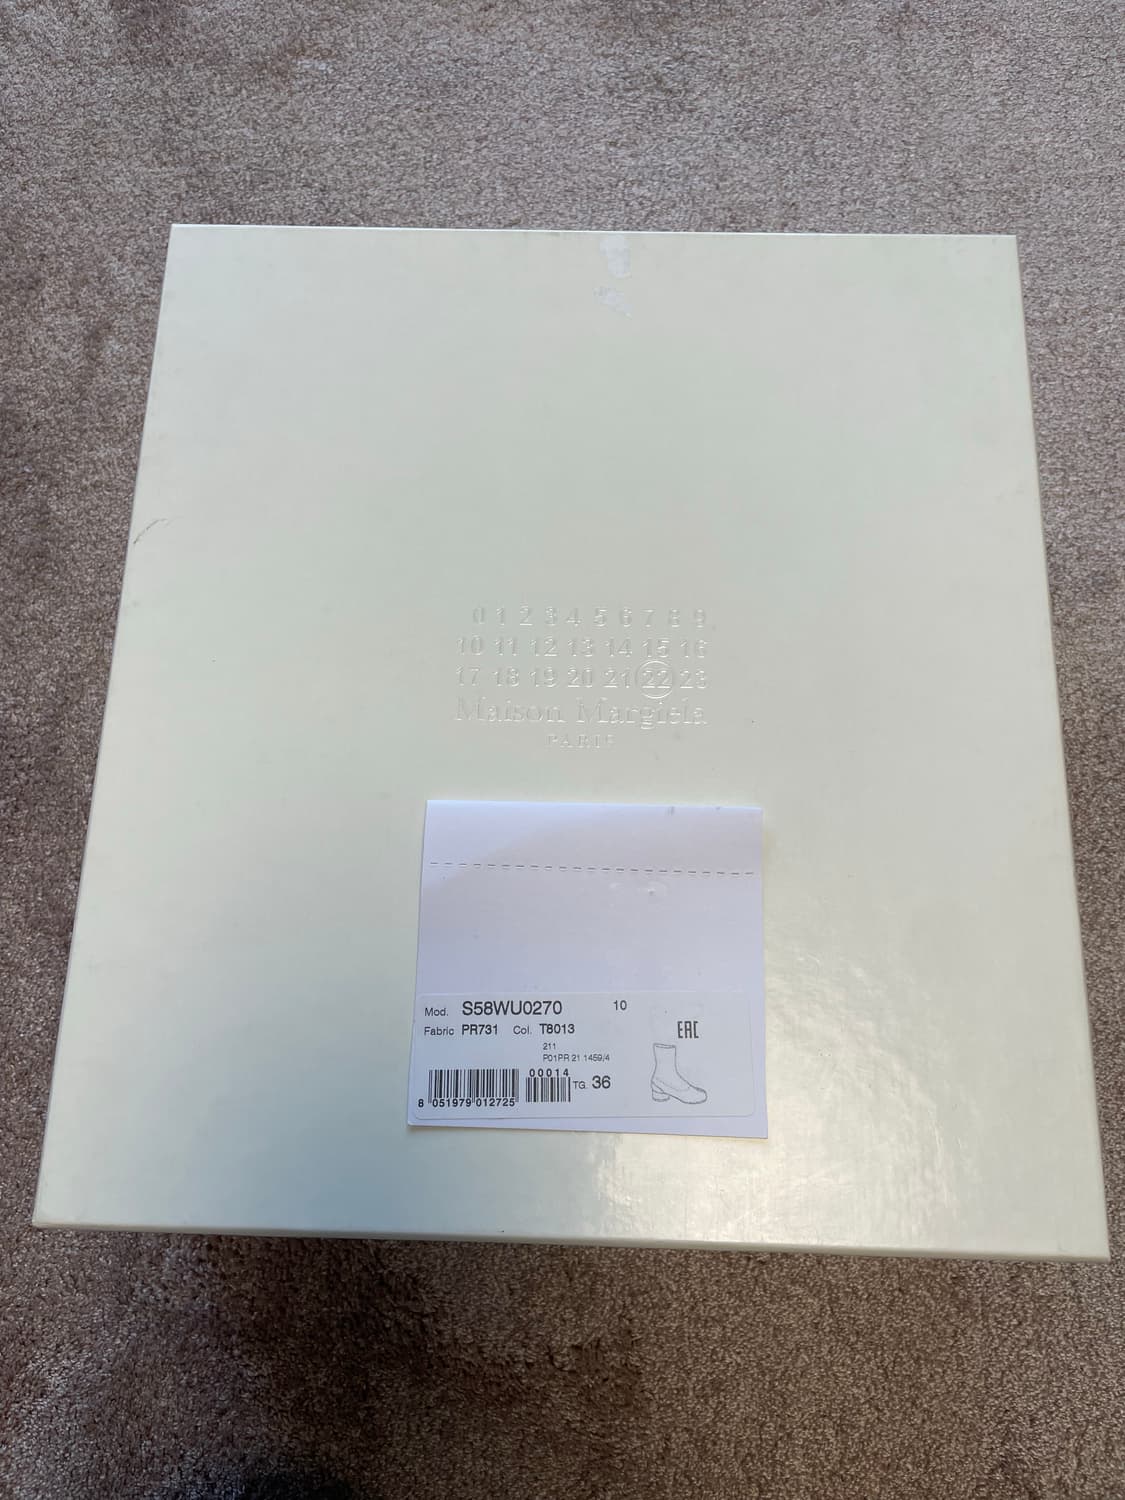 0 1 2 3 4 5 6 7 8 9
10 11 12 13 14 15 16
17 18 19 20 21 22 23
Maison Margiela
PARIS
Mod. S58WU0270 10
Fabric PR731 Col. T8013
EAC
211
P01PR 21 1459/4
00014
TG. 36
8 051979 012725